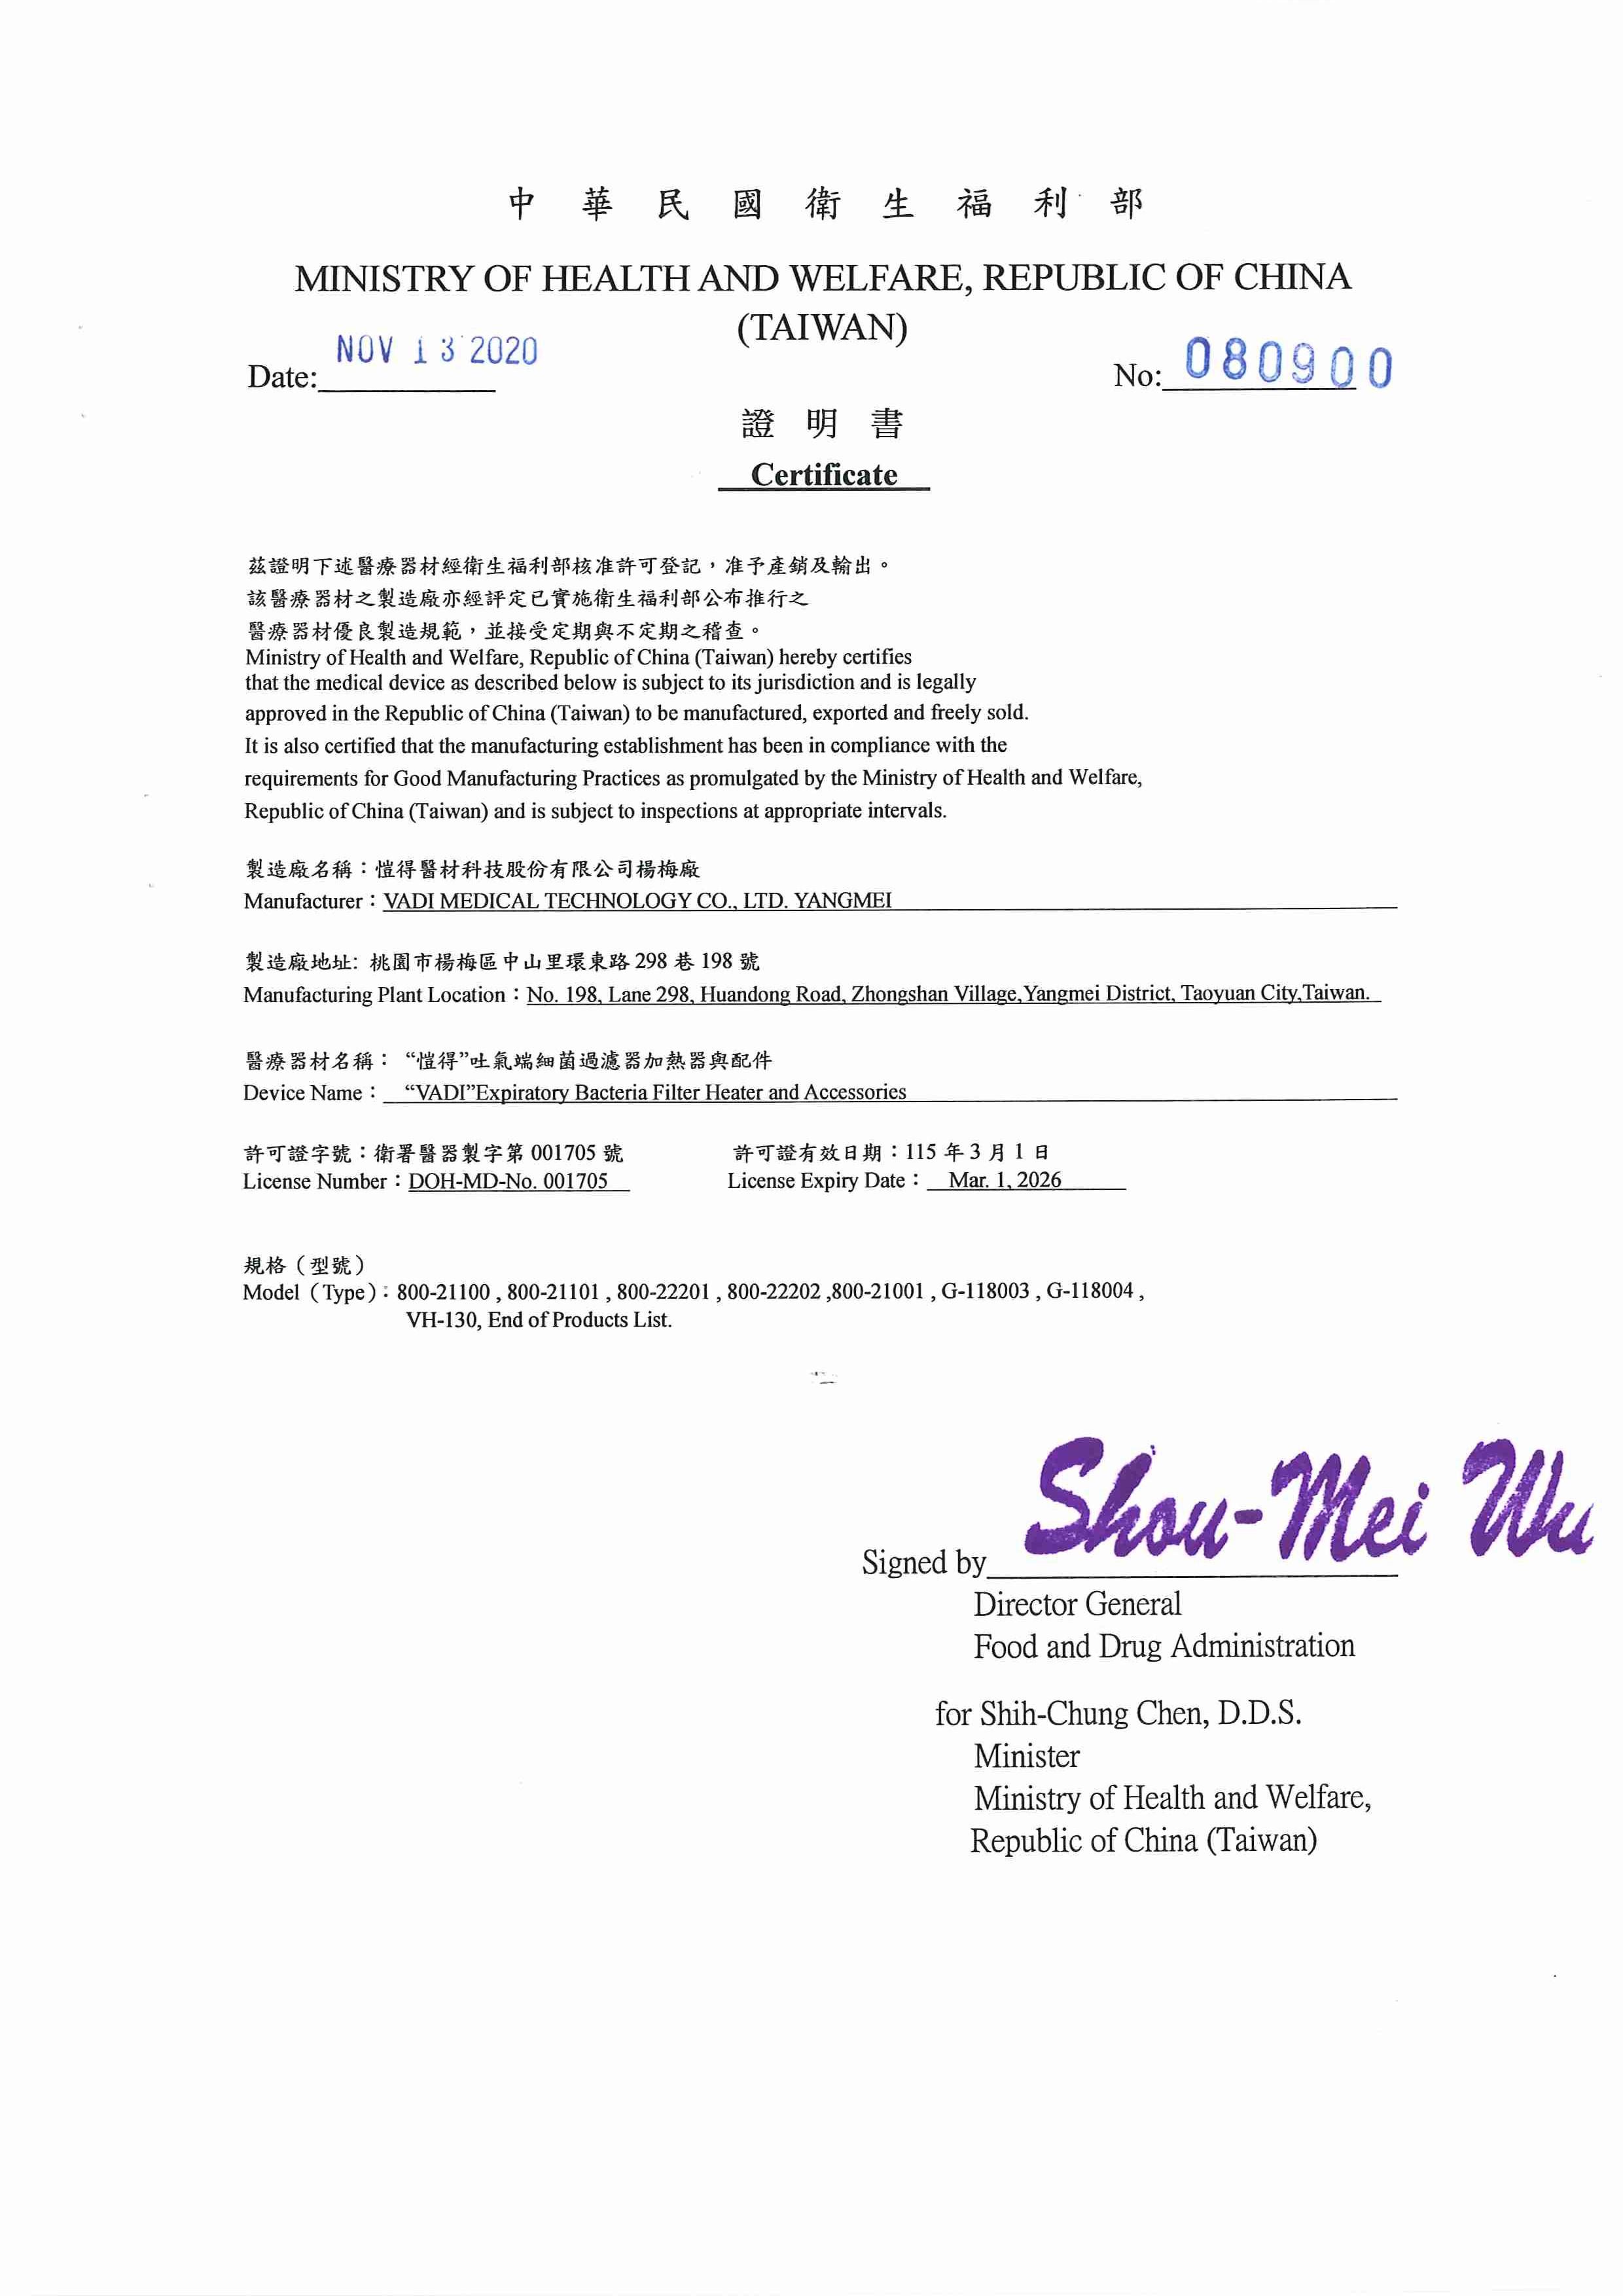 中華民國衛生福利部
MINISTRY OF HEALTH AND WELFARE, REPUBLIC OF CHINA
(TAIWAN)
NOV 13 2020
Date:
No: 080900
證明書
Certificate
茲證明下述醫療器材經衛生福利部核准許可登記，准予產銷及輸出。
該醫療器材之製造廠亦經評定已實施衛生福利部公布推行之
醫療器材優良製造規範，並接受定期與不定期之稽查。
Ministry of Health and Welfare, Republic of China (Taiwan) hereby certifies
that the medical device as described below is subject to its jurisdiction and is legally
approved in the Republic of China (Taiwan) to be manufactured, exported and freely sold.
It is also certified that the manufacturing establishment has been in compliance with the
requirements for Good Manufacturing Practices as promulgated by the Ministry of Health and Welfare,
Republic of China (Taiwan) and is subject to inspections at appropriate intervals.
製造廠名稱：愷得醫材科技股份有限公司楊梅廠
Manufacturer：VADI MEDICAL TECHNOLOGY CO., LTD. YANGMEI
製造廠地址: 桃園市楊梅區中山里環東路 298 巷 198 號
Manufacturing Plant Location：No. 198, Lane 298, Huandong Road, Zhongshan Village,Yangmei District, Taoyuan City,Taiwan.
醫療器材名稱： “愷得”吐氣端細菌過濾器加熱器與配件
Device Name： “VADI”Expiratory Bacteria Filter Heater and Accessories
許可證字號：衛署醫器製字第 001705 號 許可證有效日期：115 年 3 月 1 日
License Number：DOH-MD-No. 001705 License Expiry Date： Mar. 1, 2026
規格（型號）
Model（Type）：800-21100 , 800-21101 , 800-22201 , 800-22202 ,800-21001 , G-118003 , G-118004 ,
VH-130, End of Products List.
Shou-Mei Wu
Signed by
Director General
Food and Drug Administration
for Shih-Chung Chen, D.D.S.
Minister
Ministry of Health and Welfare,
Republic of China (Taiwan)